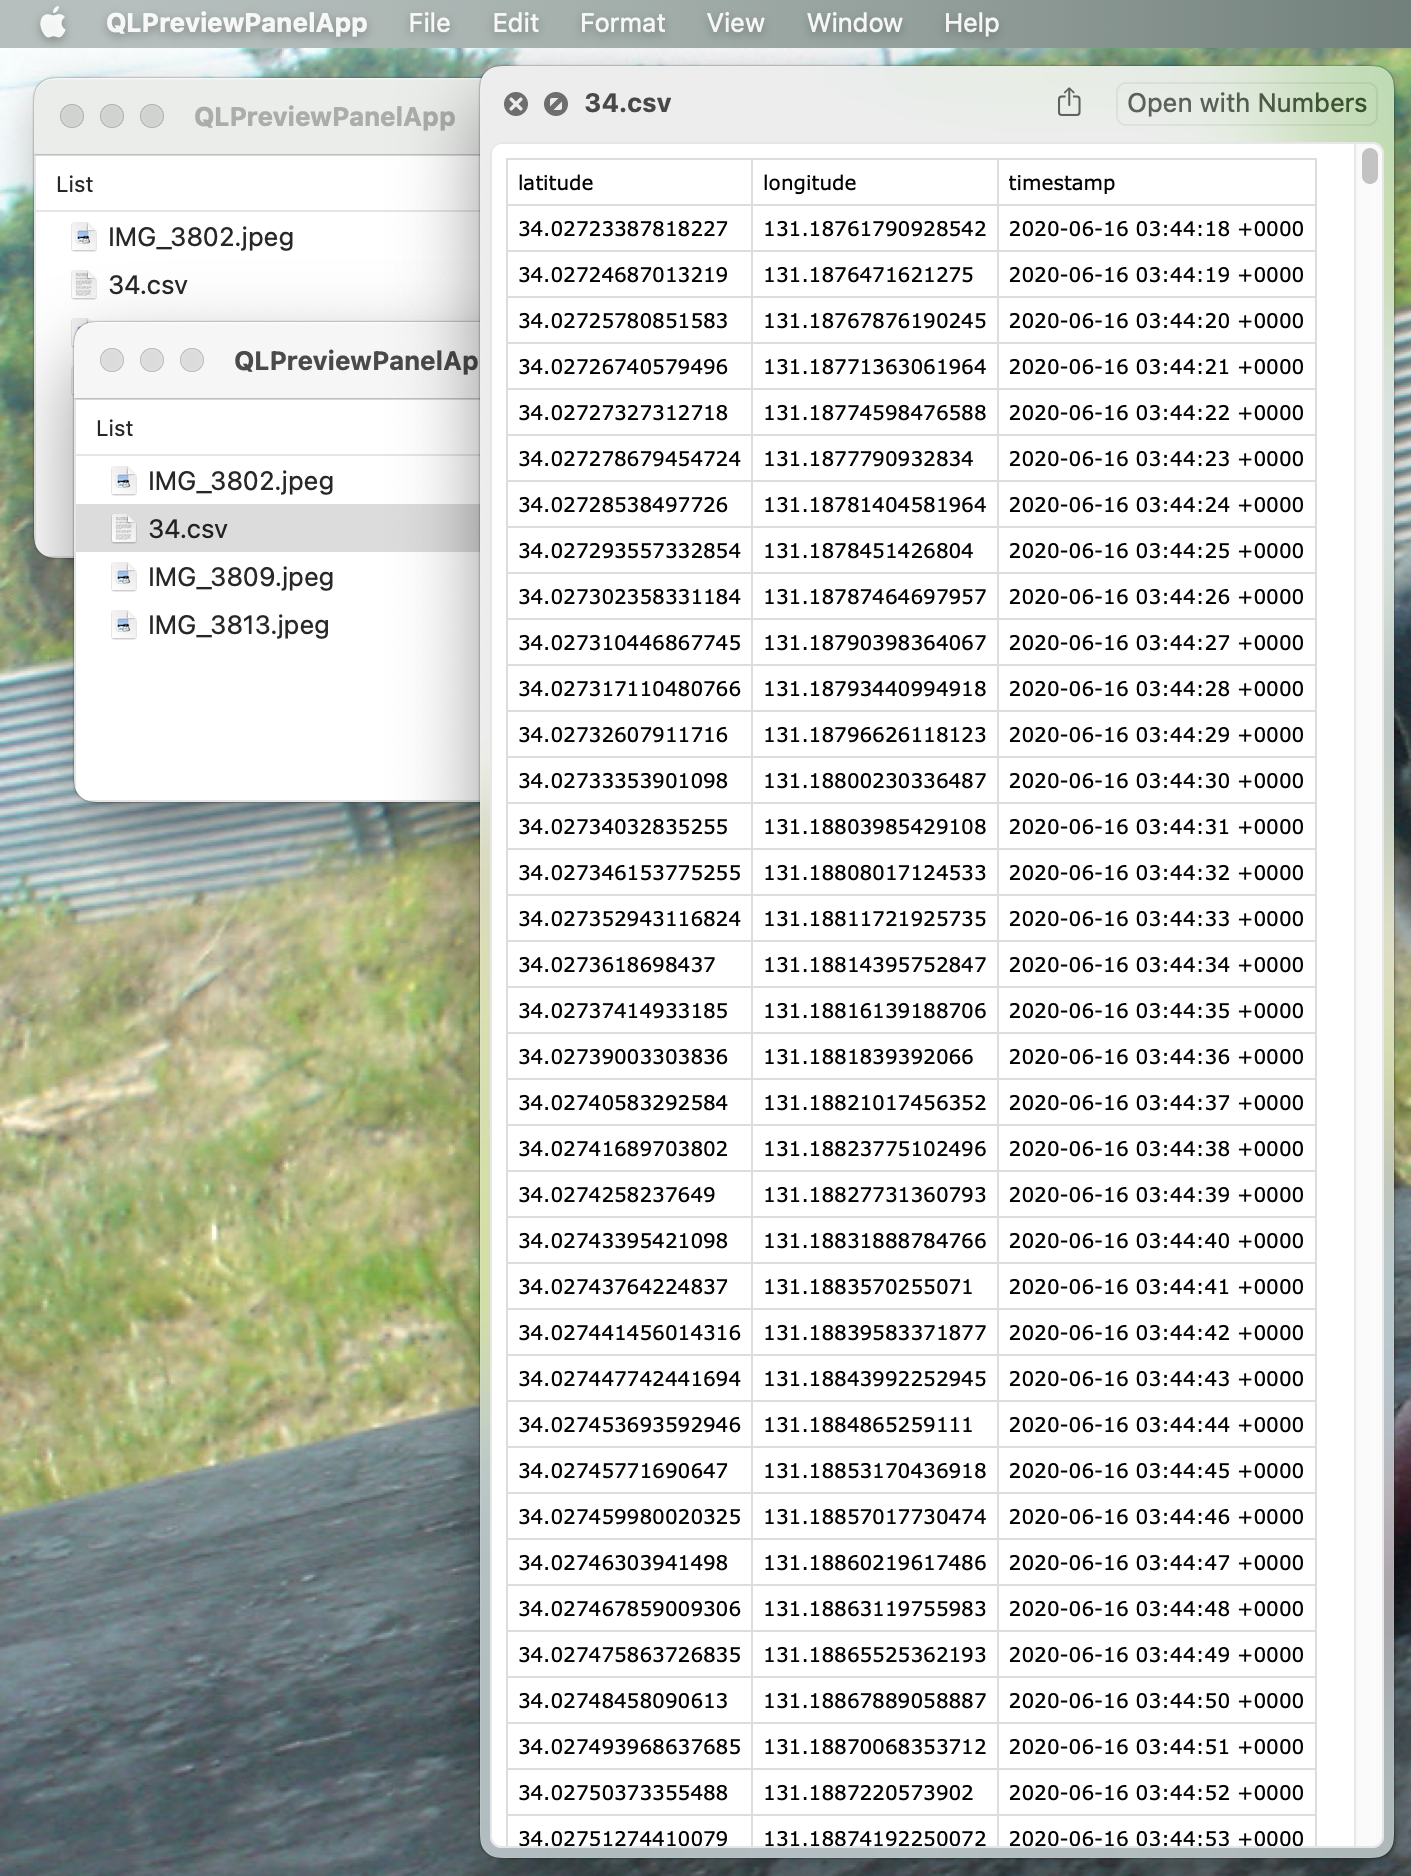 QLPreviewPanelApp File Edit Format View Window Help
QLPreviewPanelApp
List
IMG_3802.jpeg
34.csv
QLPreviewPanelAp
List
IMG_3802.jpeg
34.csv
IMG_3809.jpeg
IMG_3813.jpeg
34.csv Open with Numbers
latitude longitude timestamp
34.02723387818227 131.18761790928542 2020-06-16 03:44:18 +0000
34.02724687013219 131.1876471621275 2020-06-16 03:44:19 +0000
34.02725780851583 131.18767876190245 2020-06-16 03:44:20 +0000
34.02726740579496 131.18771363061964 2020-06-16 03:44:21 +0000
34.02727327312718 131.18774598476588 2020-06-16 03:44:22 +0000
34.027278679454724 131.1877790932834 2020-06-16 03:44:23 +0000
34.02728538497726 131.18781404581964 2020-06-16 03:44:24 +0000
34.027293557332854 131.1878451426804 2020-06-16 03:44:25 +0000
34.027302358331184 131.18787464697957 2020-06-16 03:44:26 +0000
34.027310446867745 131.18790398364067 2020-06-16 03:44:27 +0000
34.027317110480766 131.18793440994918 2020-06-16 03:44:28 +0000
34.02732607911716 131.18796626118123 2020-06-16 03:44:29 +0000
34.02733353901098 131.18800230336487 2020-06-16 03:44:30 +0000
34.02734032835255 131.18803985429108 2020-06-16 03:44:31 +0000
34.027346153775255 131.18808017124533 2020-06-16 03:44:32 +0000
34.027352943116824 131.18811721925735 2020-06-16 03:44:33 +0000
34.0273618698437 131.18814395752847 2020-06-16 03:44:34 +0000
34.02737414933185 131.18816139188706 2020-06-16 03:44:35 +0000
34.02739003303836 131.1881839392066 2020-06-16 03:44:36 +0000
34.02740583292584 131.18821017456352 2020-06-16 03:44:37 +0000
34.02741689703802 131.18823775102496 2020-06-16 03:44:38 +0000
34.0274258237649 131.18827731360793 2020-06-16 03:44:39 +0000
34.02743395421098 131.18831888784766 2020-06-16 03:44:40 +0000
34.02743764224837 131.1883570255071 2020-06-16 03:44:41 +0000
34.027441456014316 131.18839583371877 2020-06-16 03:44:42 +0000
34.027447742441694 131.18843992252945 2020-06-16 03:44:43 +0000
34.027453693592946 131.1884865259111 2020-06-16 03:44:44 +0000
34.02745771690647 131.18853170436918 2020-06-16 03:44:45 +0000
34.027459980020325 131.18857017730474 2020-06-16 03:44:46 +0000
34.02746303941498 131.18860219617486 2020-06-16 03:44:47 +0000
34.027467859009306 131.18863119755983 2020-06-16 03:44:48 +0000
34.027475863726835 131.18865525362193 2020-06-16 03:44:49 +0000
34.02748458090613 131.18867889058887 2020-06-16 03:44:50 +0000
34.0274939686​37685 131.18870068353712 2020-06-16 03:44:51 +0000
34.02750373355488 131.1887220573902 2020-06-16 03:44:52 +0000
34.02751274410079 131.18874192250072 2020-06-16 03:44:53 +0000